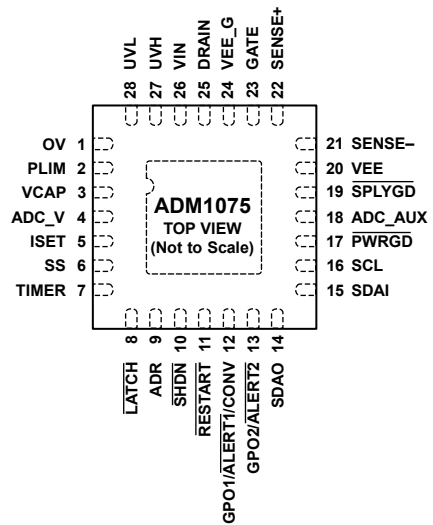 28 UVL
27 UVH
26 VIN
25 DRAIN
24 VEE_G
23 GATE
22 SENSE+
OV 1
PLIM 2
VCAP 3
ADC_V 4
ISET 5
SS 6
TIMER 7
ADM1075
TOP VIEW
(Not to Scale)
21 SENSE–
20 VEE
19 SPLYGD
18 ADC_AUX
17 PWRGD
16 SCL
15 SDAI
LATCH 8
ADR 9
SHDN 10
RESTART 11
GPO1/ALERT1/CONV 12
GPO2/ALERT2 13
SDAO 14